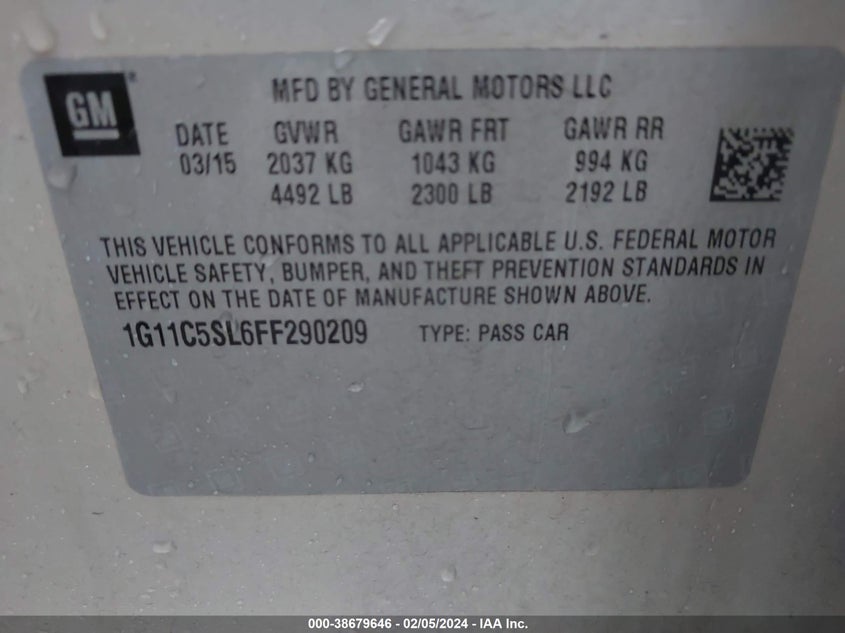 GM®
MFD BY GENERAL MOTORS LLC
DATE GVWR GAWR FRT GAWR RR
03/15 2037 KG 1043 KG 994 KG
4492 LB 2300 LB 2192 LB
THIS VEHICLE CONFORMS TO ALL APPLICABLE U.S. FEDERAL MOTOR
VEHICLE SAFETY, BUMPER, AND THEFT PREVENTION STANDARDS IN
EFFECT ON THE DATE OF MANUFACTURE SHOWN ABOVE.
1G11C5SL6FF290209 TYPE: PASS CAR
000-38679646 - 02/05/2024 - IAA Inc.